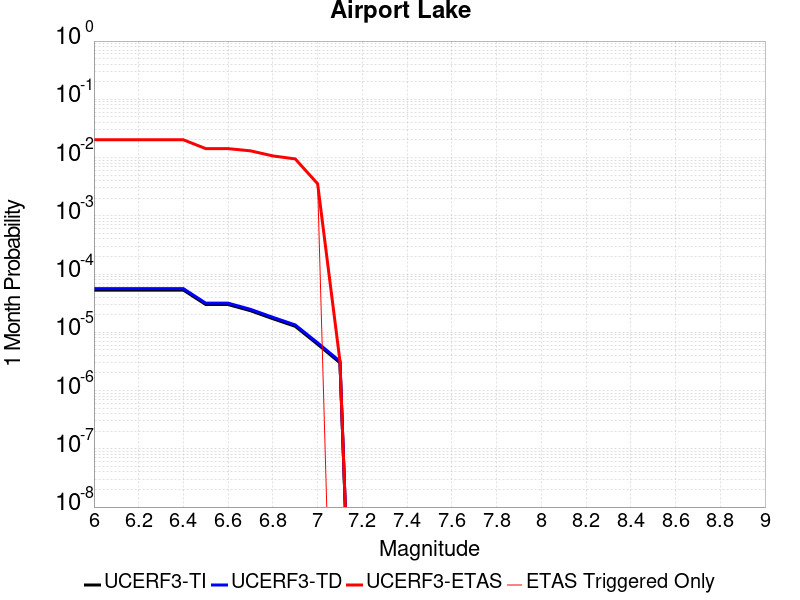 Airport Lake
10^0
10^-1
10^-2
10^-3
10^-4
10^-5
10^-6
10^-7
10^-8
1 Month Probability
6 6.2 6.4 6.6 6.8 7 7.2 7.4 7.6 7.8 8 8.2 8.4 8.6 8.8 9
Magnitude
UCERF3-TI UCERF3-TD UCERF3-ETAS ETAS Triggered Only